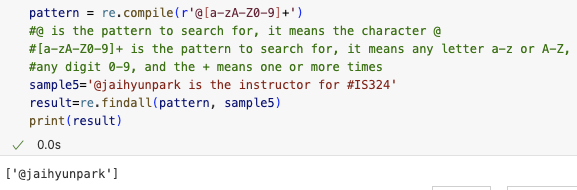 pattern = re.compile(r'@[a-zA-Z0-9]+')
#@ is the pattern to search for, it means the character @
#[a-zA-Z0-9]+ is the pattern to search for, it means any letter a-z or A-Z,
#any digit 0-9, and the + means one or more times
sample5='@jaihyunpark is the instructor for #IS324'
result=re.findall(pattern, sample5)
print(result)
0.0s
['@jaihyunpark']